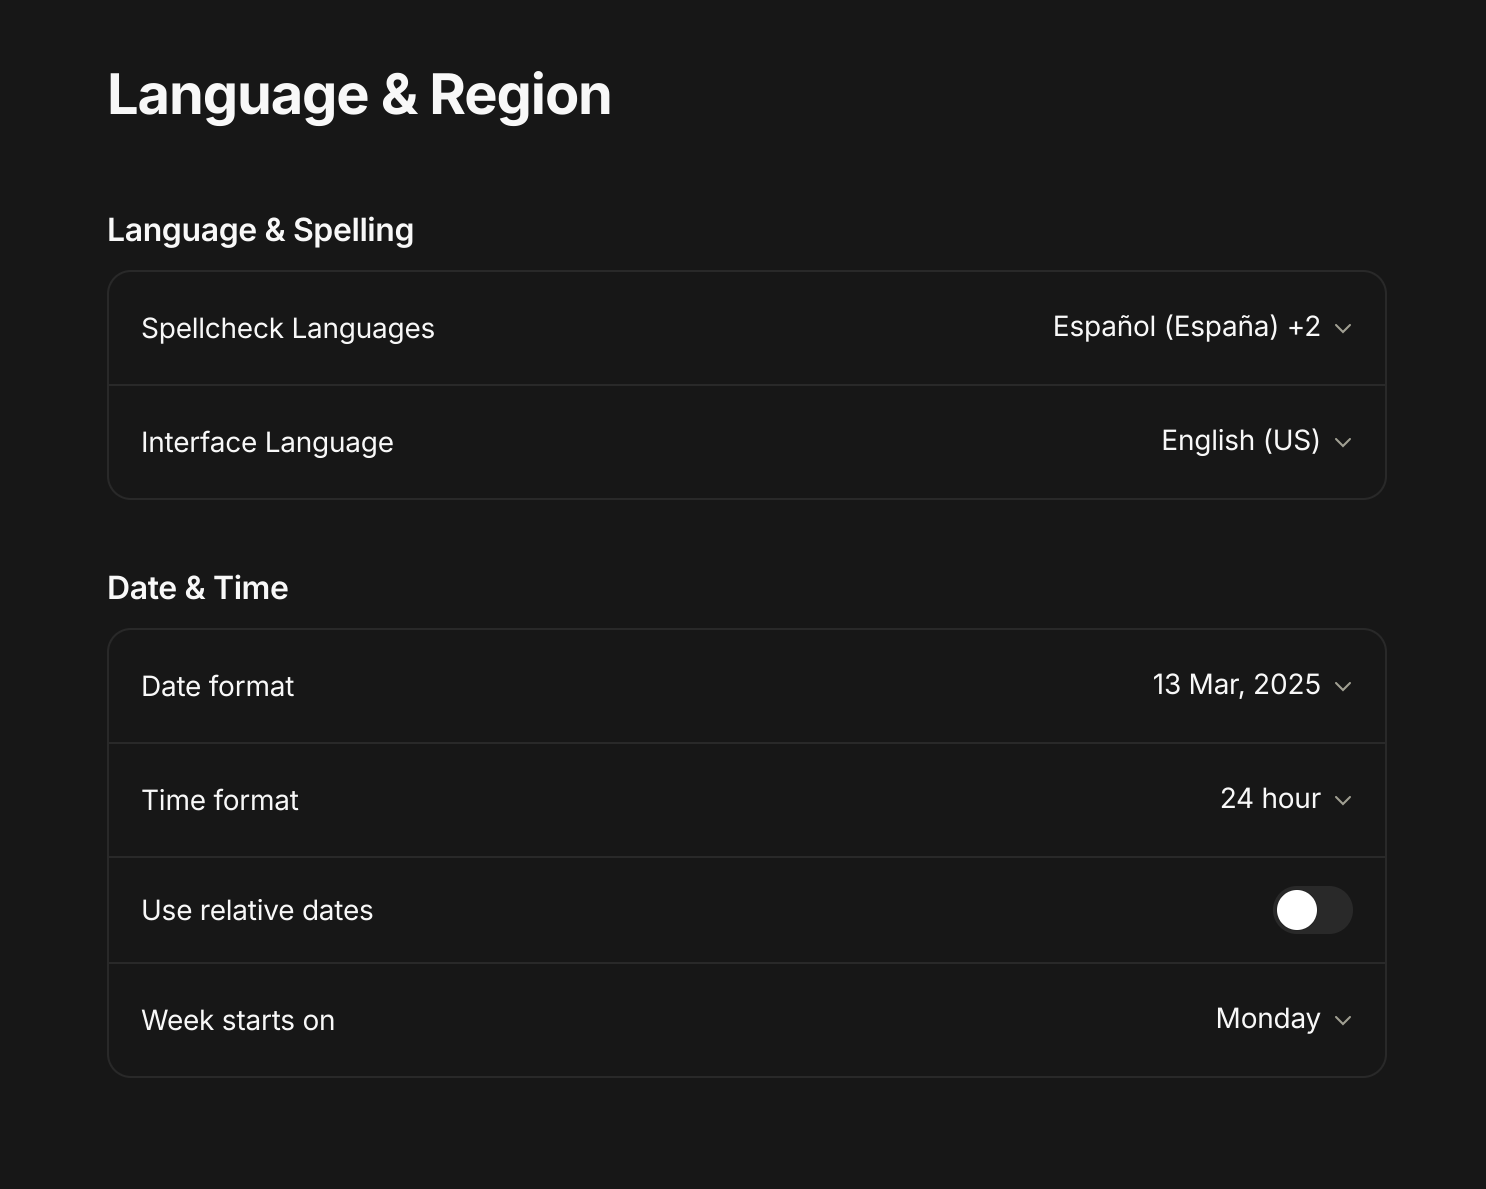 Language & Region
Language & Spelling
Spellcheck Languages Español (España) +2
Interface Language English (US)
Date & Time
Date format 13 Mar, 2025
Time format 24 hour
Use relative dates
Week starts on Monday